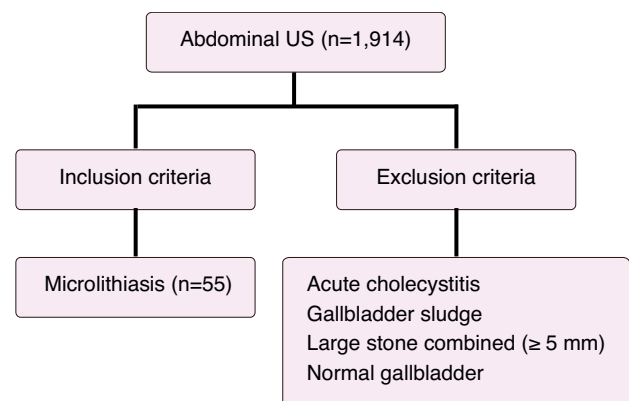 Abdominal US (n=1,914)
Inclusion criteria
Exclusion criteria
Microlithiasis (n=55)
Acute cholecystitis
Gallbladder sludge
Large stone combined (≥ 5 mm)
Normal gallbladder